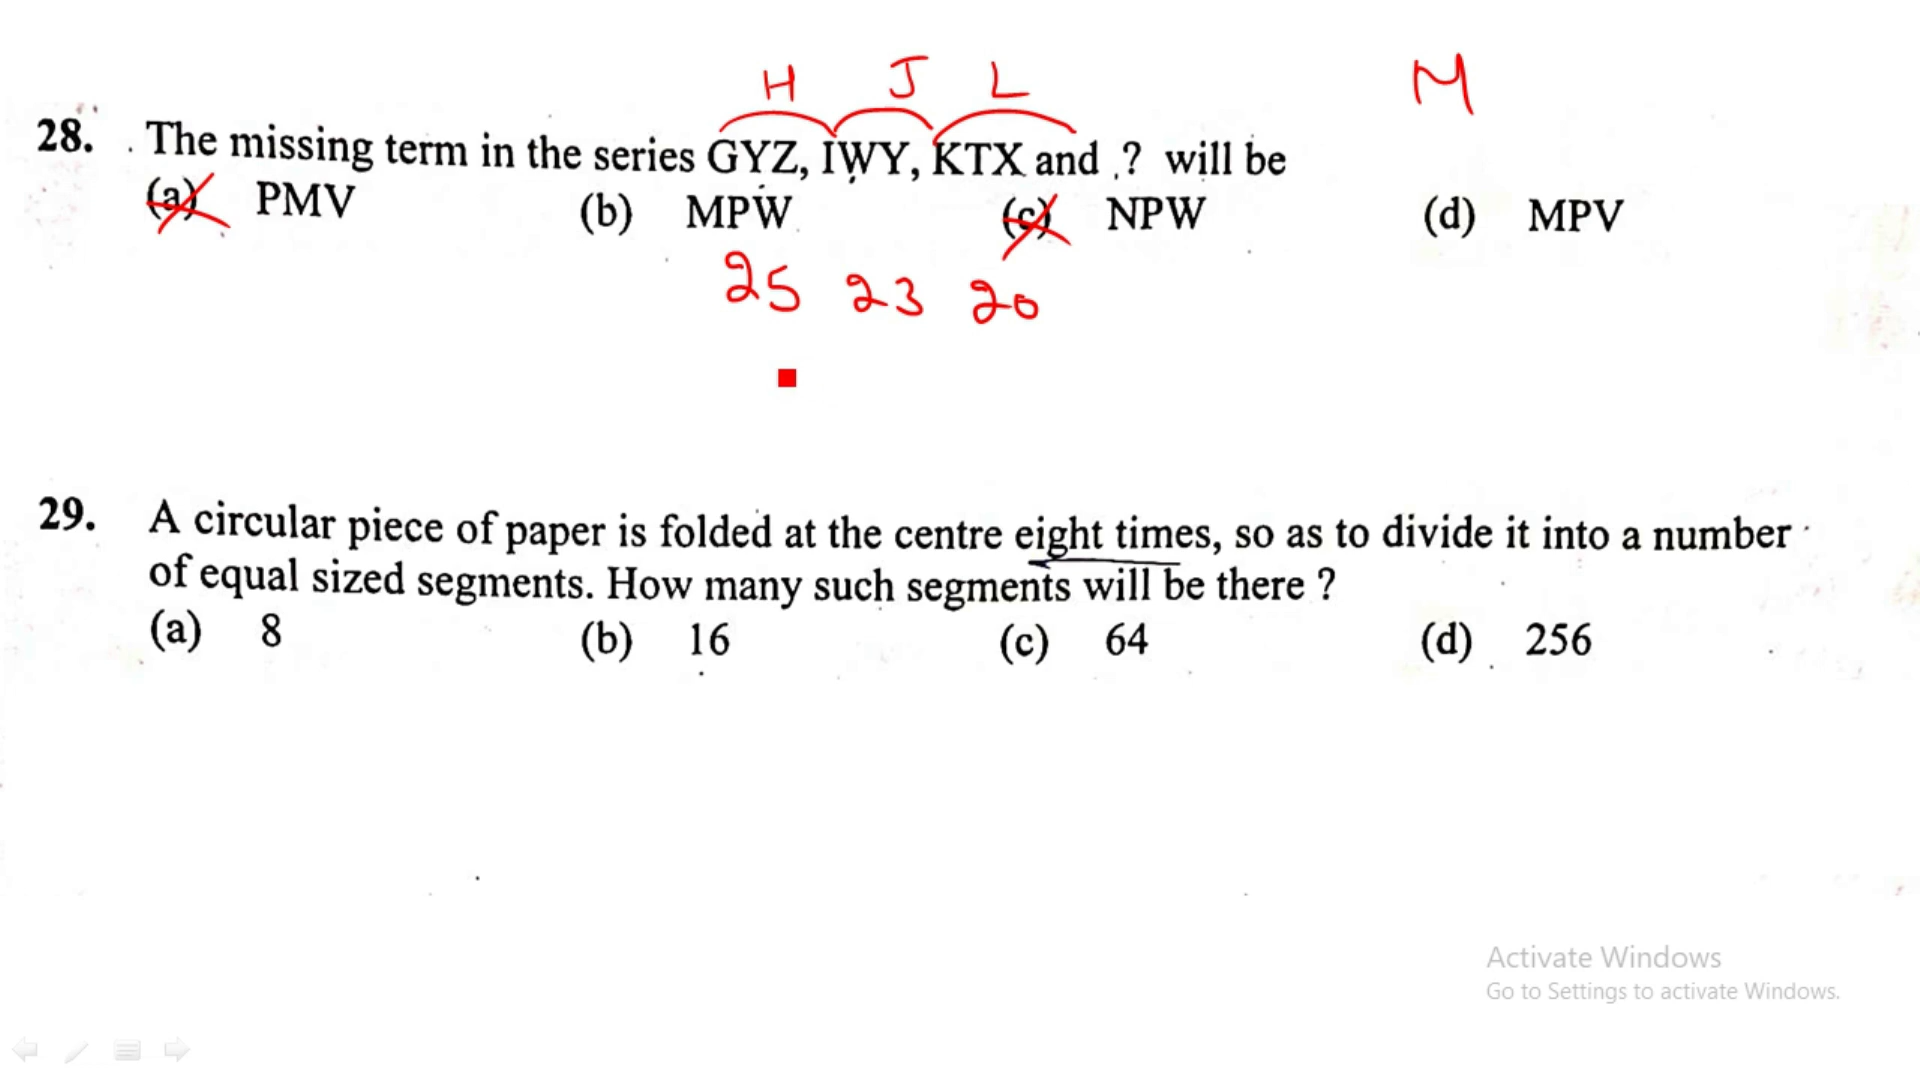 H J L M
28. The missing term in the series GYZ, IWY, KTX and ? will be
(a) PMV (b) MPW (c) NPW (d) MPV
25 23 20
29. A circular piece of paper is folded at the centre eight times, so as to divide it into a number
of equal sized segments. How many such segments will be there ?
(a) 8 (b) 16 (c) 64 (d) 256
Activate Windows
Go to Settings to activate Windows.